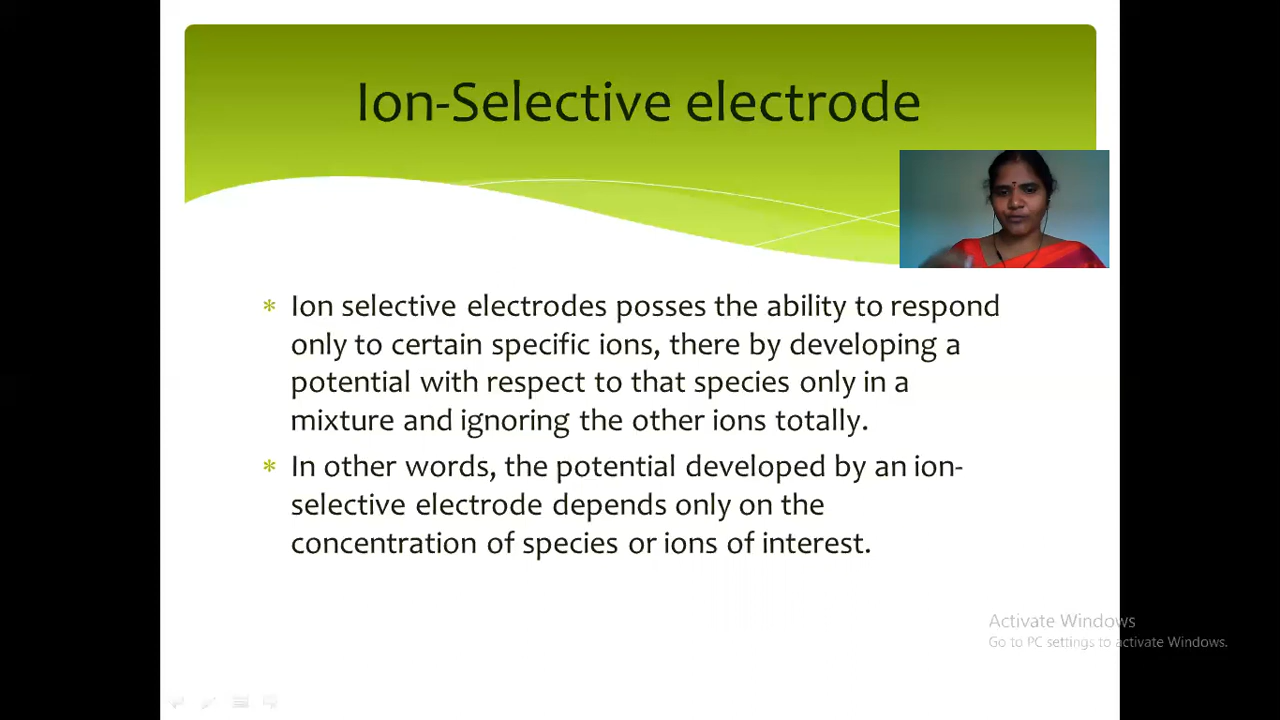 Ion-Selective electrode
* Ion selective electrodes posses the ability to respond
only to certain specific ions, there by developing a
potential with respect to that species only in a
mixture and ignoring the other ions totally.
* In other words, the potential developed by an ion-
selective electrode depends only on the
concentration of species or ions of interest.
Activate Windows
Go to PC settings to activate Windows.